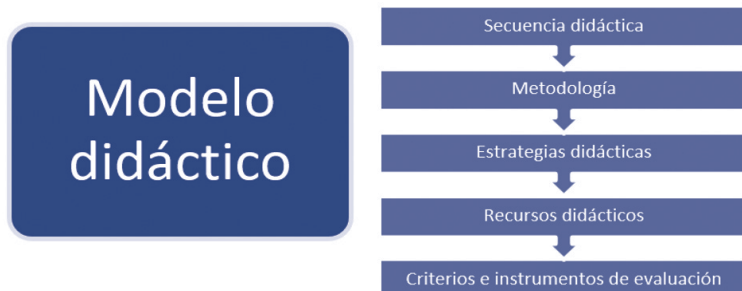 Modelo
didáctico
Secuencia didáctica
Metodología
Estrategias didácticas
Recursos didácticos
Criterios e instrumentos de evaluación